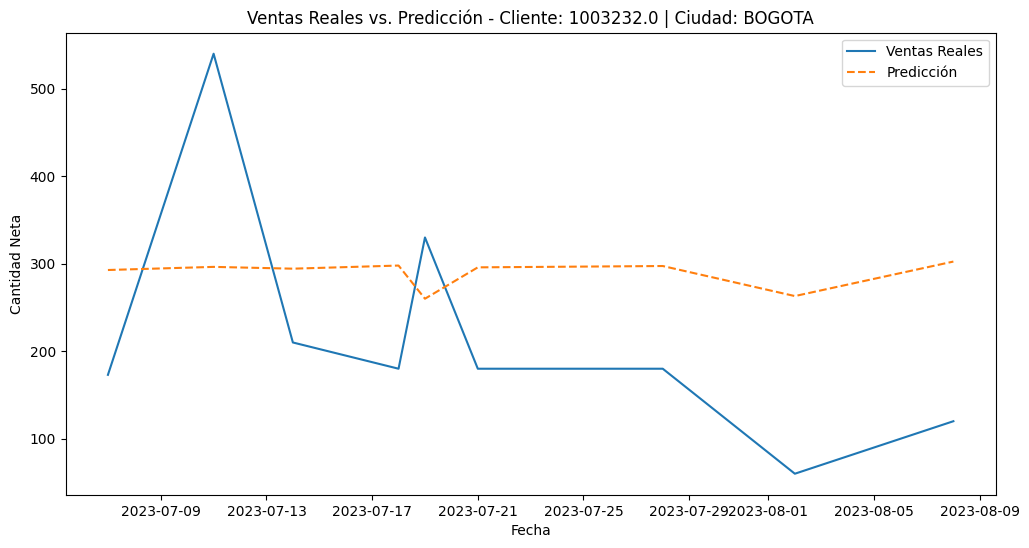 Ventas Reales vs. Predicción - Cliente: 1003232.0 | Ciudad: BOGOTA
Ventas Reales
Predicción
Cantidad Neta
500
400
300
200
100
2023-07-09 2023-07-13 2023-07-17 2023-07-21 2023-07-25 2023-07-29 2023-08-01 2023-08-05 2023-08-09
Fecha